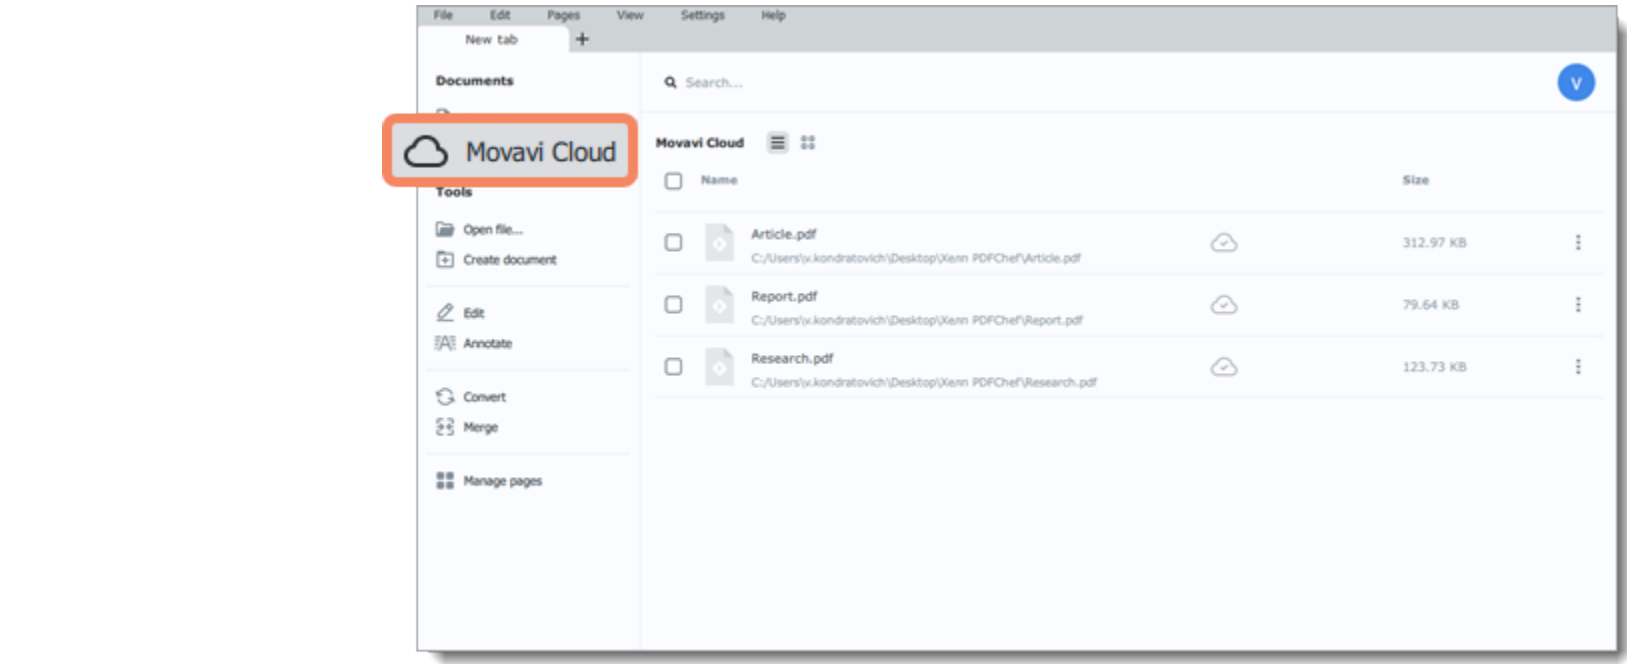 File Edit Pages View Settings Help
New tab +
Documents
Search...
V
Movavi Cloud
Movavi Cloud
Name Size
Tools
Open file...
Create document
Edit
Annotate
Convert
Merge
Manage pages
Article.pdf
C:/Users\v.kondratovich\Desktop\Хелп PDFChef\Article.pdf
312.97 KB
Report.pdf
C:/Users\v.kondratovich\Desktop\Хелп PDFChef\Report.pdf
79.64 KB
Research.pdf
C:/Users\v.kondratovich\Desktop\Хелп PDFChef\Research.pdf
123.73 KB